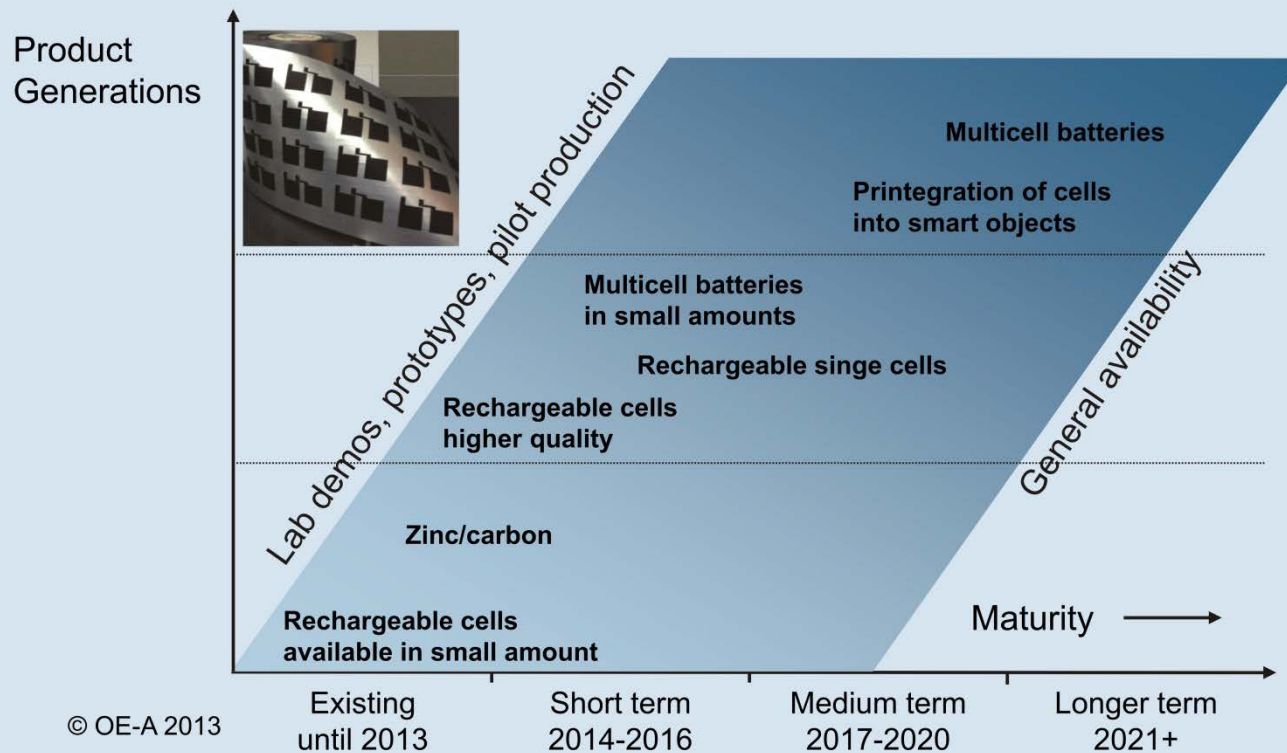 Product
Generations
Lab demos, prototypes, pilot production
Multicell batteries
Printegration of cells
into smart objects
Multicell batteries
in small amounts
Rechargeable singe cells
Rechargeable cells
higher quality
General availability
Zinc/carbon
Rechargeable cells
available in small amount
Maturity
© OE-A 2013
Existing
until 2013
Short term
2014-2016
Medium term
2017-2020
Longer term
2021+